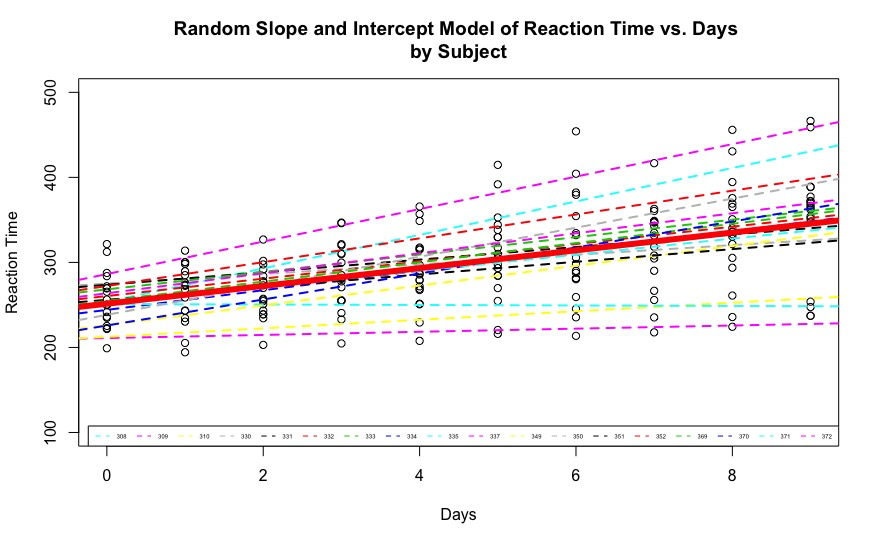 Random Slope and Intercept Model of Reaction Time vs. Days
by Subject
Reaction Time
500
400
300
200
100
308 309 310 330 331 332 333 334 335 337 349 350 351 352 369 370 371 372
0 2 4 6 8
Days